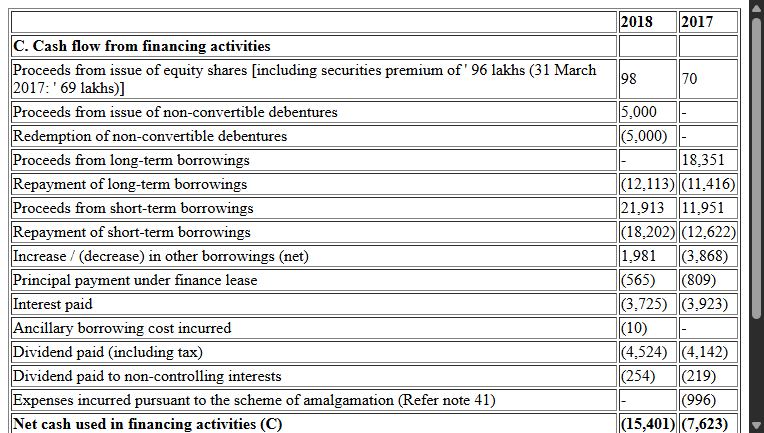 2018 2017
C. Cash flow from financing activities
Proceeds from issue of equity shares [including securities premium of ' 96 lakhs (31 March
2017: ' 69 lakhs)] 98 70
Proceeds from issue of non-convertible debentures 5,000 -
Redemption of non-convertible debentures (5,000) -
Proceeds from long-term borrowings - 18,351
Repayment of long-term borrowings (12,113) (11,416)
Proceeds from short-term borrowings 21,913 11,951
Repayment of short-term borrowings (18,202) (12,622)
Increase / (decrease) in other borrowings (net) 1,981 (3,868)
Principal payment under finance lease (565) (809)
Interest paid (3,725) (3,923)
Ancillary borrowing cost incurred (10) -
Dividend paid (including tax) (4,524) (4,142)
Dividend paid to non-controlling interests (254) (219)
Expenses incurred pursuant to the scheme of amalgamation (Refer note 41) - (996)
Net cash used in financing activities (C) (15,401) (7,623)